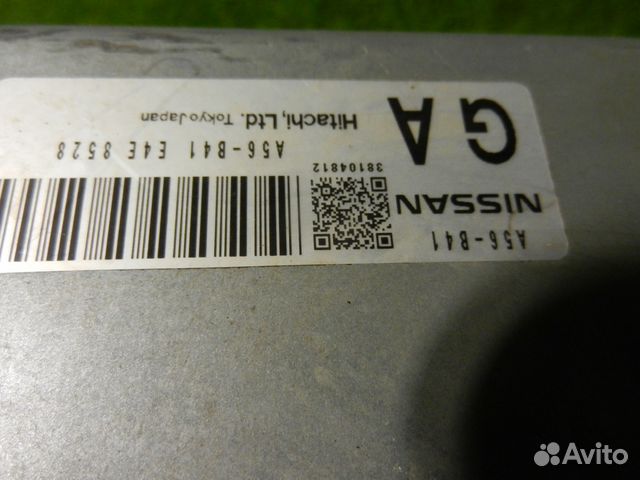 A56-B41
NISSAN
38104812
GA
A56-B41 E4E 8528
Hitachi, Ltd. Tokyo Japan
Avito